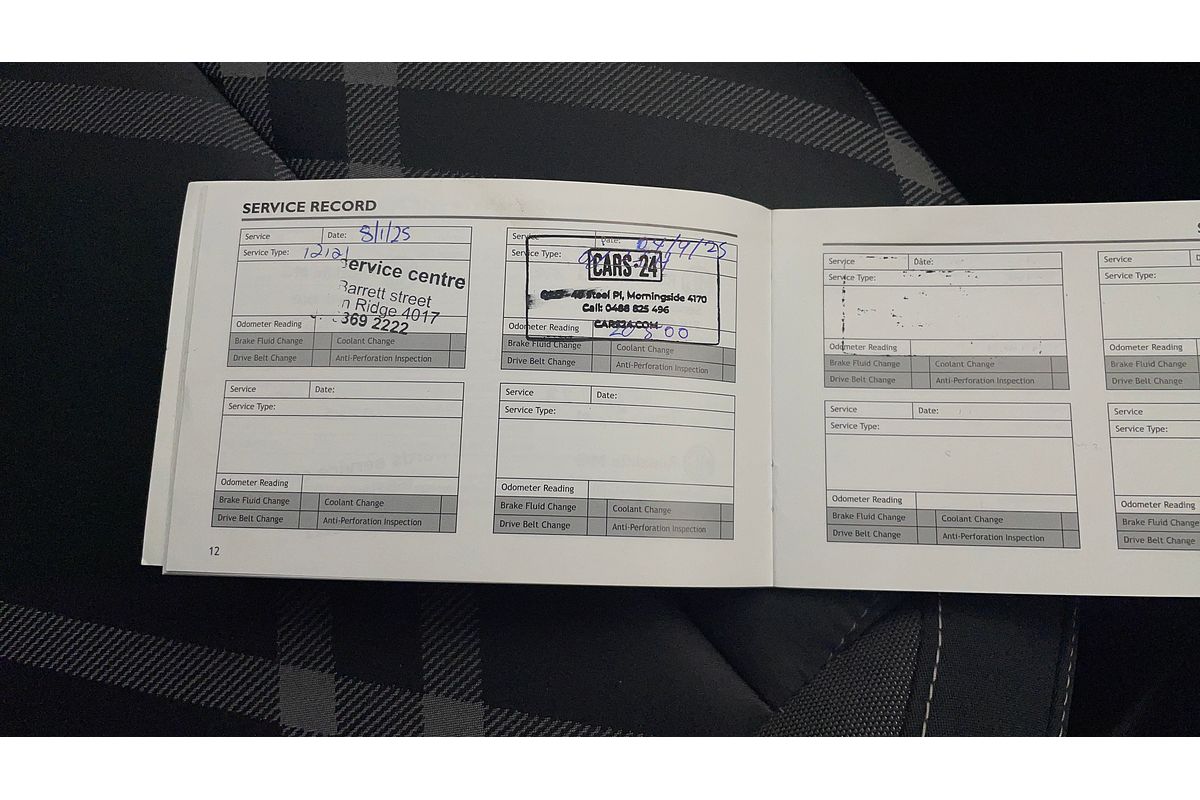 SERVICE RECORD
Service Date: 8/1/25
Service Type:
service centre
Barrett street
n Ridge 4017
369 2222
Odometer Reading
Brake Fluid Change Coolant Change
Drive Belt Change Anti-Perforation Inspection
Service Date: 04/4/25
Service Type:
CARS-24
Steel Pl, Morningside 4170
Call: 0488 825 496
CARS24.COM
Odometer Reading
Brake Fluid Change Coolant Change
Drive Belt Change Anti-Perforation Inspection
Service Date:
Service Type:
Odometer Reading
Brake Fluid Change Coolant Change
Drive Belt Change Anti-Perforation Inspection
Service Date:
Service Type:
Odometer Reading
Brake Fluid Change Coolant Change
Drive Belt Change Anti-Perforation Inspection
12
Service Date:
Service Type:
Odometer Reading
Brake Fluid Change Coolant Change
Drive Belt Change Anti-Perforation Inspection
Service
Service Type:
Odometer Reading
Brake Fluid Change
Drive Belt Change
Service Date:
Service Type:
Odometer Reading
Brake Fluid Change Coolant Change
Drive Belt Change Anti-Perforation Inspection
Service
Service Type:
Odometer Reading
Brake Fluid Change
Drive Belt Change